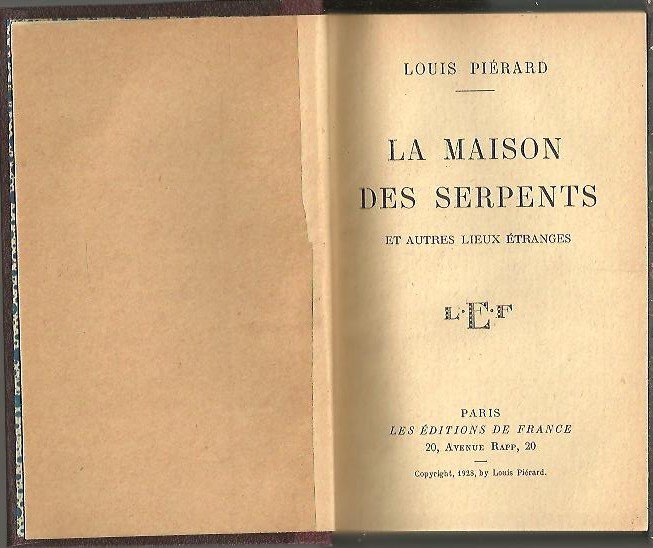 LOUIS PIÉRARD
LA MAISON
DES SERPENTS
ET AUTRES LIEUX ÉTRANGES
L·E·F
PARIS
LES ÉDITIONS DE FRANCE
20, AVENUE RAPP, 20
Copyright, 1928, by Louis Piérard.